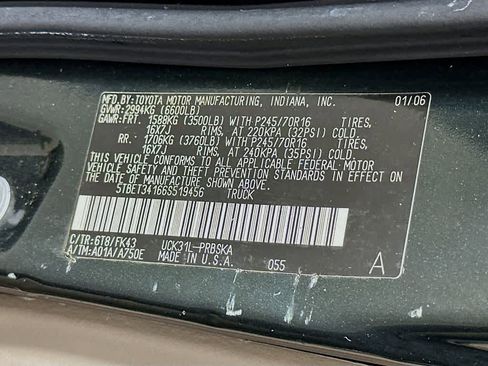 MFD.BY: TOYOTA MOTOR MANUFACTURING, INDIANA, INC. 01/06
GVWR: 2994KG (6600LB)
GAWR: FRT. 1588KG (3500LB) WITH P245/70R16 TIRES,
16X7J RIMS, AT 220KPA (32PSI) COLD.
RR. 1706KG (3760LB) WITH P245/70R16 TIRES,
16X7J RIMS, AT 240KPA (35PSI) COLD.
THIS VEHICLE CONFORMS TO ALL APPLICABLE FEDERAL MOTOR
VEHICLE SAFETY AND THEFT PREVENTION STANDARDS IN
EFFECT ON THE DATE OF MANUFACTURE SHOWN ABOVE.
5TBET34166S519456 TRUCK
C/TR:6T8/FK43 UCK31L-PRBSKA
A/TM:A01A/A750E MADE IN U.S.A. 055 A